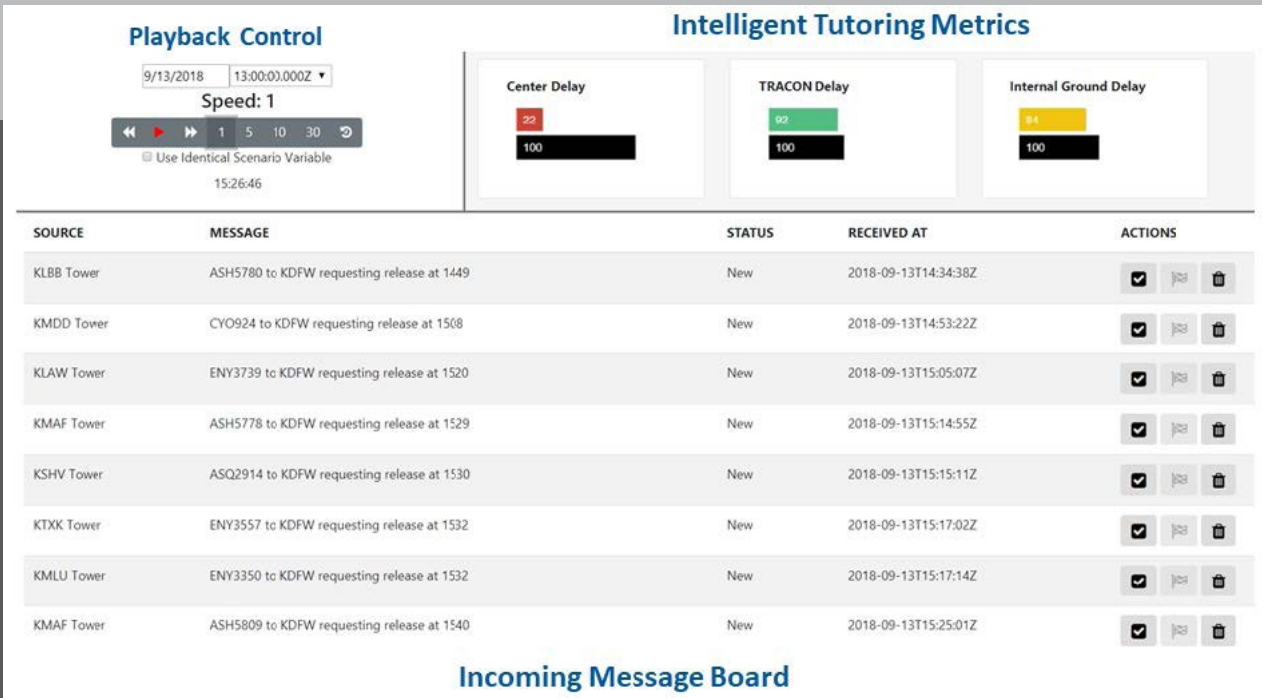 Playback Control
Intelligent Tutoring Metrics
9/13/2018 13:00:00.000Z
Speed: 1
1 5 10 30
Use Identical Scenario Variable
15:26:46
Center Delay
22
100
TRACON Delay
92
100
Internal Ground Delay
84
100
SOURCE MESSAGE STATUS RECEIVED AT ACTIONS
KLBB Tower ASH5780 to KDFW requesting release at 1449 New 2018-09-13T14:34:38Z
KMDD Tower CYO924 to KDFW requesting release at 1508 New 2018-09-13T14:53:22Z
KLAW Tower ENY3739 to KDFW requesting release at 1520 New 2018-09-13T15:05:07Z
KMAF Tower ASH5778 to KDFW requesting release at 1529 New 2018-09-13T15:14:55Z
KSHV Tower ASQ2914 to KDFW requesting release at 1530 New 2018-09-13T15:15:11Z
KTXK Tower ENY3557 to KDFW requesting release at 1532 New 2018-09-13T15:17:02Z
KMLU Tower ENY3350 to KDFW requesting release at 1532 New 2018-09-13T15:17:14Z
KMAF Tower ASH5809 to KDFW requesting release at 1540 New 2018-09-13T15:25:01Z
Incoming Message Board